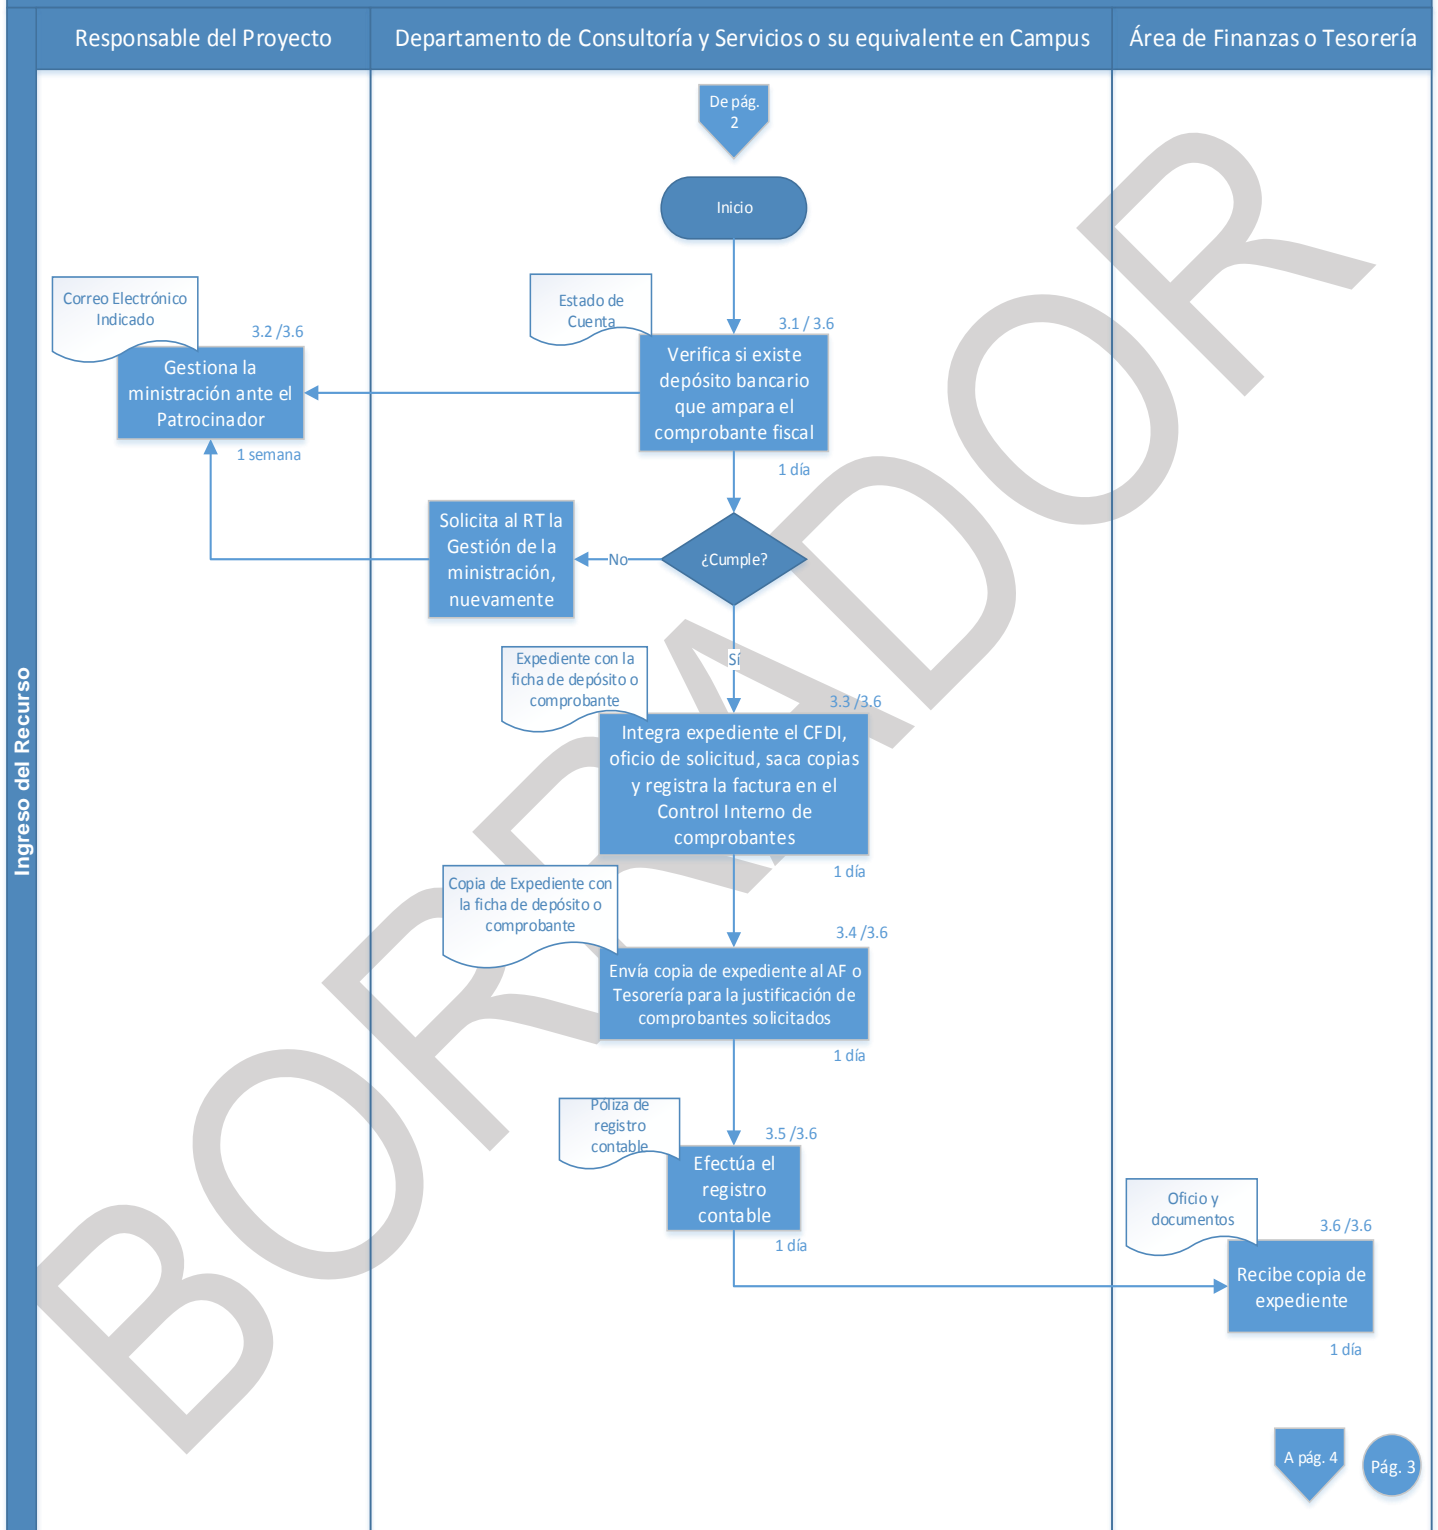 Responsable del Proyecto
Departamento de Consultoría y Servicios o su equivalente en Campus
Área de Finanzas o Tesorería
Ingreso del Recurso
De pág.
2
Inicio
Correo Electrónico
Indicado
3.2 /3.6
Gestiona la
ministración ante el
Patrocinador
1 semana
Estado de
Cuenta
3.1 / 3.6
Verifica si existe
depósito bancario
que ampara el
comprobante fiscal
1 día
Solicita al RT la
Gestión de la
ministración,
nuevamente
No
¿Cumple?
Sí
Expediente con la
ficha de depósito o
comprobante
3.3 /3.6
Integra expediente el CFDI,
oficio de solicitud, saca copias
y registra la factura en el
Control Interno de
comprobantes
1 día
Copia de Expediente con
la ficha de depósito o
comprobante
3.4 /3.6
Envía copia de expediente al AF o
Tesorería para la justificación de
comprobantes solicitados
1 día
Póliza de
registro
contable
3.5 /3.6
Efectúa el
registro
contable
1 día
Oficio y
documentos
3.6 /3.6
Recibe copia de
expediente
1 día
A pág. 4
Pág. 3
BORRADOR